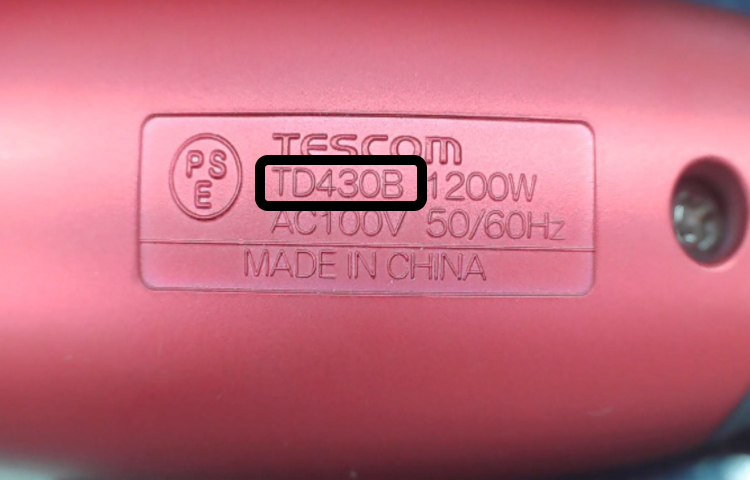 PS
E
TESCOM
TD430B 1200W
AC100V 50/60Hz
MADE IN CHINA